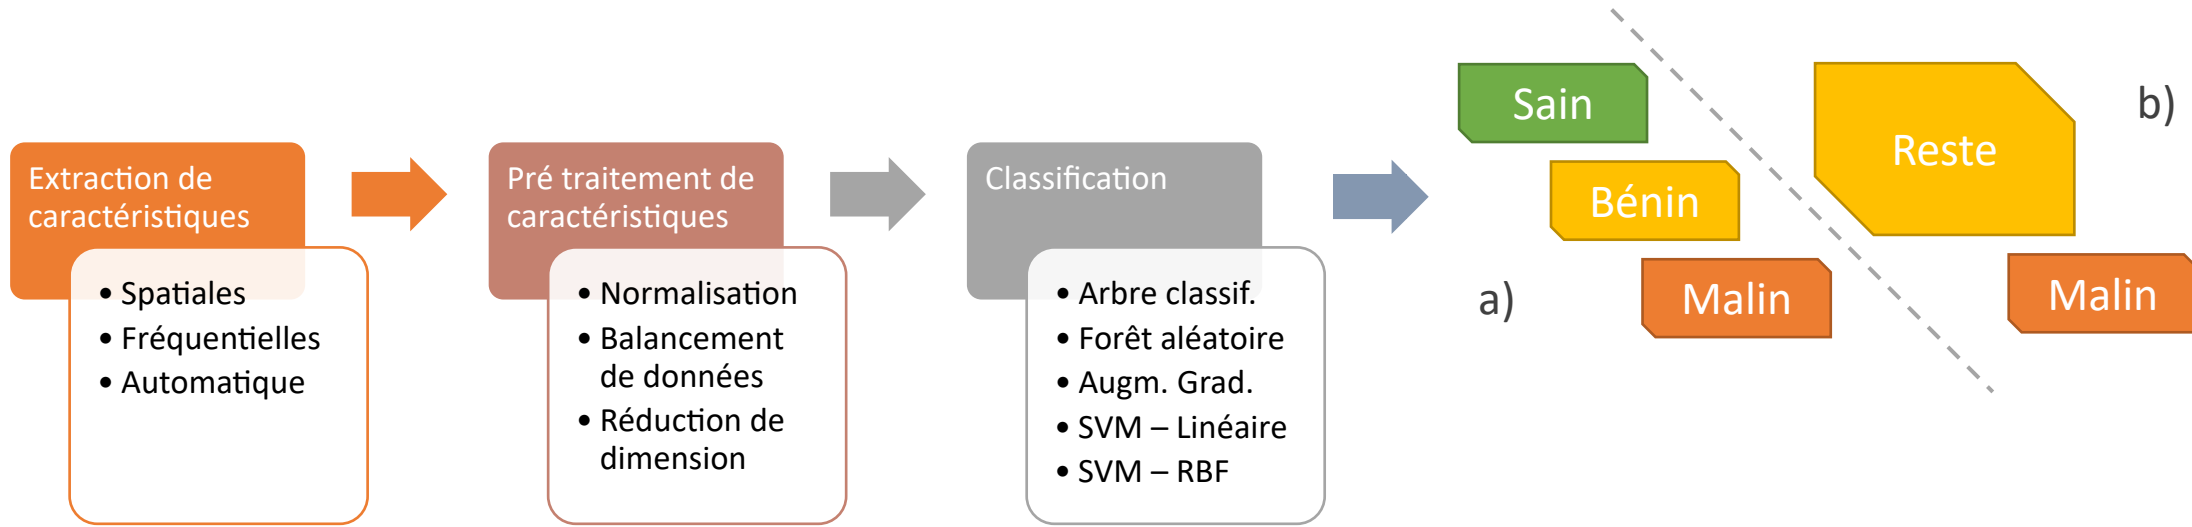 Extraction de
caractéristiques
• Spatiales
• Fréquentielles
• Automatique
Pré traitement de
caractéristiques
• Normalisation
• Balancement
de données
• Réduction de
dimension
Classification
• Arbre classif.
• Forêt aléatoire
• Augm. Grad.
• SVM – Linéaire
• SVM – RBF
Sain
Bénin
Malin
a)
Reste
Malin
b)